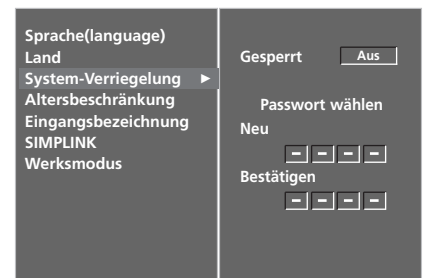 Sprache(language)
Land
System-Verriegelung ►
Altersbeschränkung
Eingangsbezeichnung
SIMPLINK
Werksmodus
Gesperrt Aus
Passwort wählen
Neu
– – – –
Bestätigen
– – – –